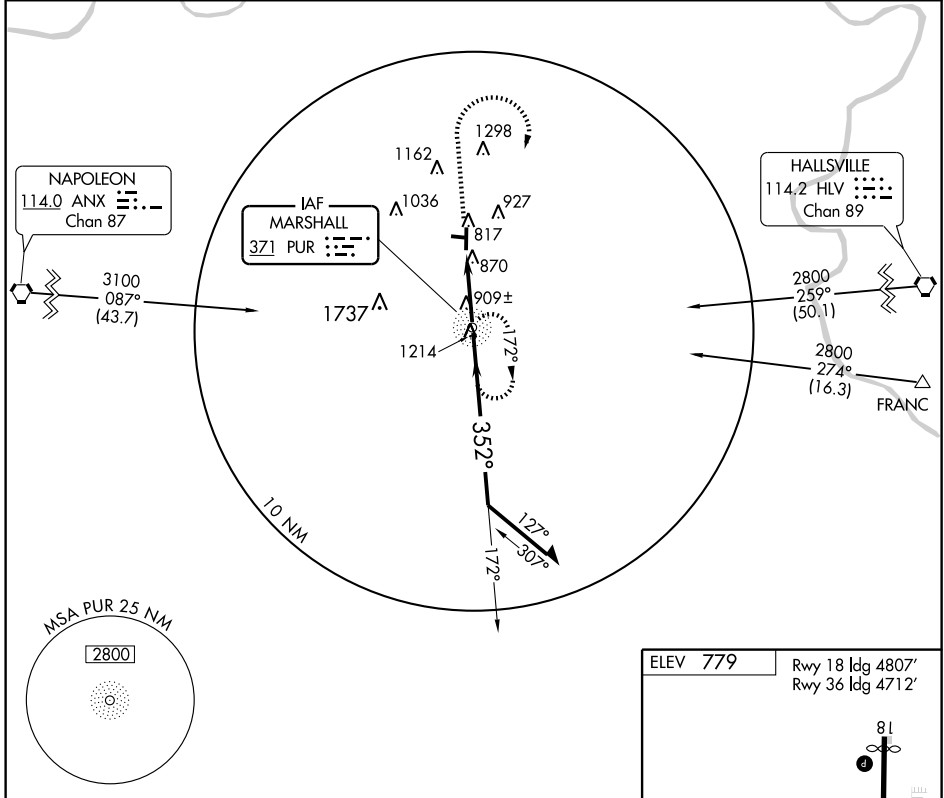 NAPOLEON
114.0 ANX
Chan 87
IAF
MARSHALL
371 PUR
HALLSVILLE
114.2 HLV
Chan 89
1298
1162
1036
927
817
870
909±
1737
1214
172°
3100
087°
(43.7)
2800
259°
(50.1)
2800
274°
(16.3)
FRANC
352°
10 NM
127°
307°
172°
MSA PUR 25 NM
2800
ELEV 779
Rwy 18 ldg 4807'
Rwy 36 ldg 4712'
18
P